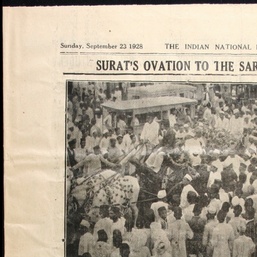 Sunday, September 23 1928 THE INDIAN NATIONAL
SURAT'S OVATION TO THE SAR